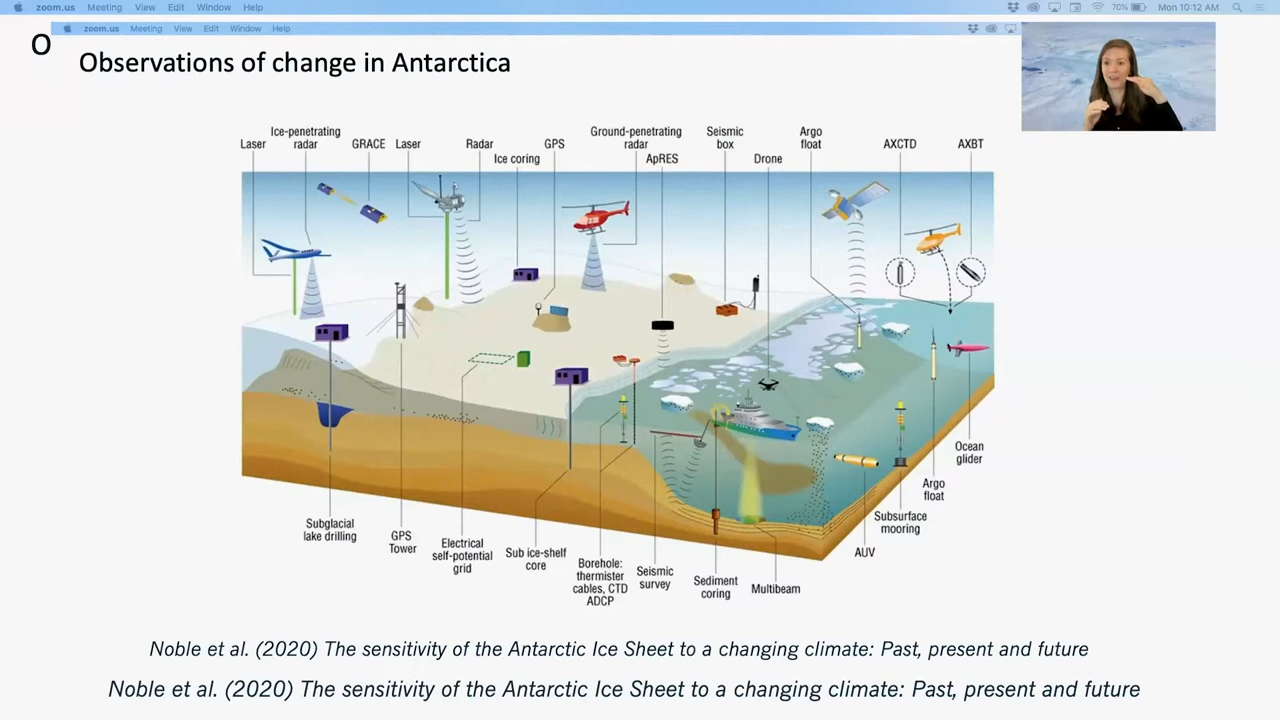 zoom.us Meeting View Edit Window Help 70% Mon 10:12 AM
zoom.us Meeting View Edit Window Help
O
Observations of change in Antarctica
Laser
Ice-penetrating
radar
GRACE
Laser
Radar
Ice coring
GPS
Ground-penetrating
radar
ApRES
Seismic
box
Drone
Argo
float
AXCTD
AXBT
Subglacial
lake drilling
GPS
Tower
Electrical
self-potential
grid
Sub ice-shelf
core
Borehole:
thermister
cables, CTD
ADCP
Seismic
survey
Sediment
coring
Multibeam
AUV
Subsurface
mooring
Argo
float
Ocean
glider
Noble et al. (2020) The sensitivity of the Antarctic Ice Sheet to a changing climate: Past, present and future
Noble et al. (2020) The sensitivity of the Antarctic Ice Sheet to a changing climate: Past, present and future